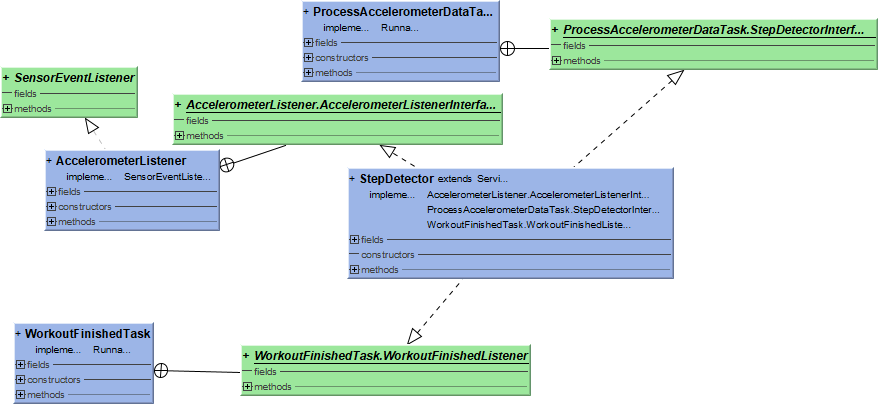 + ProcessAccelerometerDataTa...
impleme... Runna...
fields
constructors
methods
+ ProcessAccelerometerDataTask.StepDetectorInterf...
fields
methods
+ SensorEventListener
fields
methods
+ AccelerometerListener.AccelerometerListenerInterfa...
fields
methods
+ AccelerometerListener
impleme... SensorEventListe...
fields
constructors
methods
+ StepDetector extends Servi...
impleme... AccelerometerListener.AccelerometerListenerInt...
ProcessAccelerometerDataTask.StepDetectorInter...
WorkoutFinishedTask.WorkoutFinishedListe...
fields
constructors
methods
+ WorkoutFinishedTask
impleme... Runna...
fields
constructors
methods
+ WorkoutFinishedTask.WorkoutFinishedListener
fields
methods